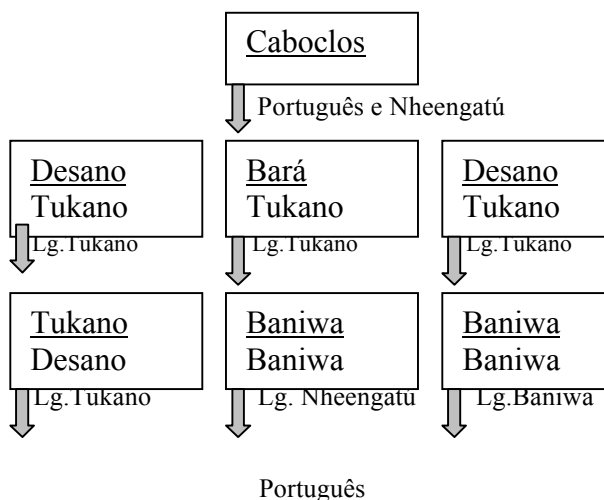 Caboclos
Português e Nheengatú
Desano
Tukano
Bará
Tukano
Desano
Tukano
Lg.Tukano
Lg.Tukano
Lg.Tukano
Tukano
Desano
Baniwa
Baniwa
Baniwa
Baniwa
Lg.Tukano
Lg. Nheengatú
Lg.Baniwa
Português